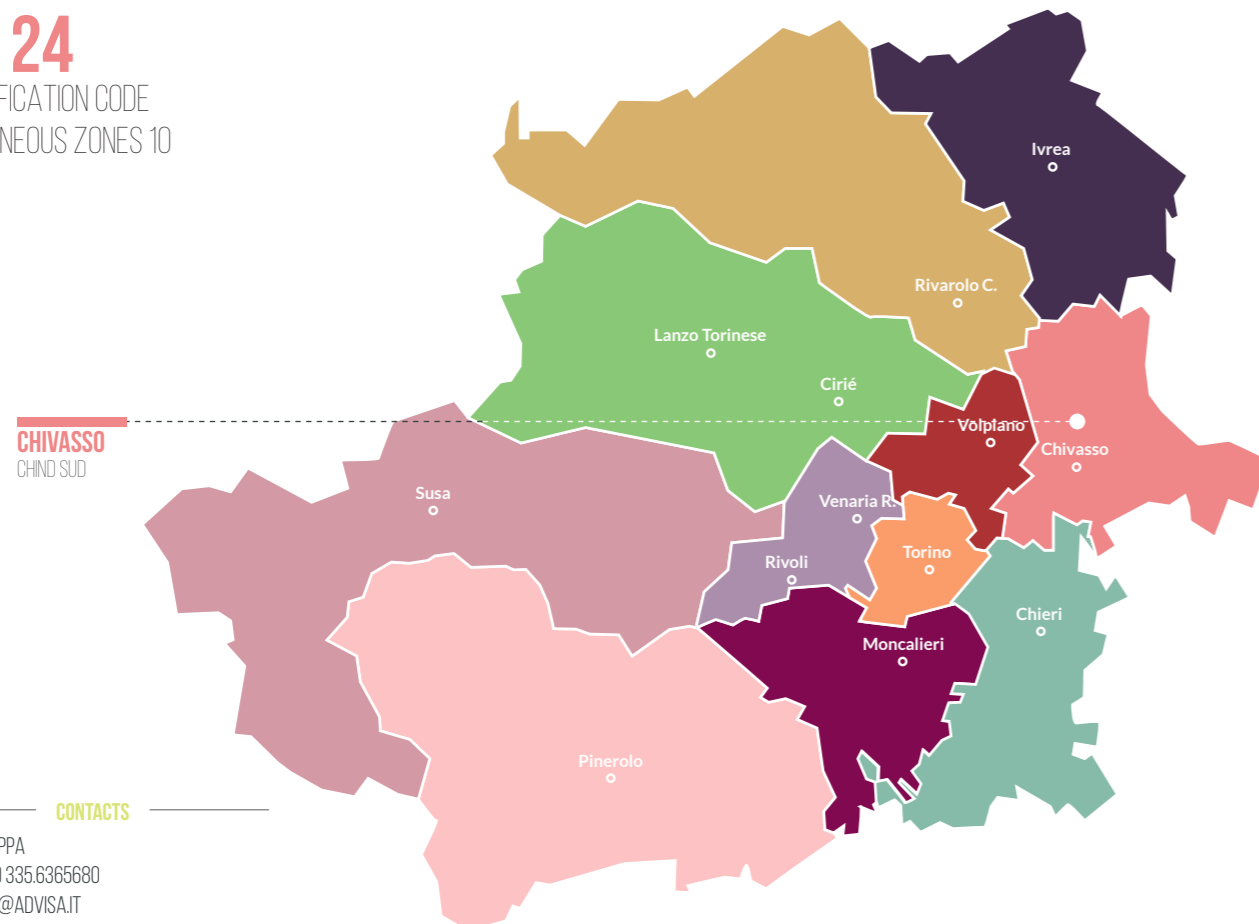 24
FICATION CODE
NEOUS ZONES 10
Ivrea
Rivarolo C.
Lanzo Torinese
Cirié
CHIVASSO
CHIND SUD
Volpiano
Chivasso
Susa
Venaria R.
Torino
Rivoli
Chieri
Moncalieri
Pinerolo
CONTACTS
PPA
335.6365680
@ADVISA.IT